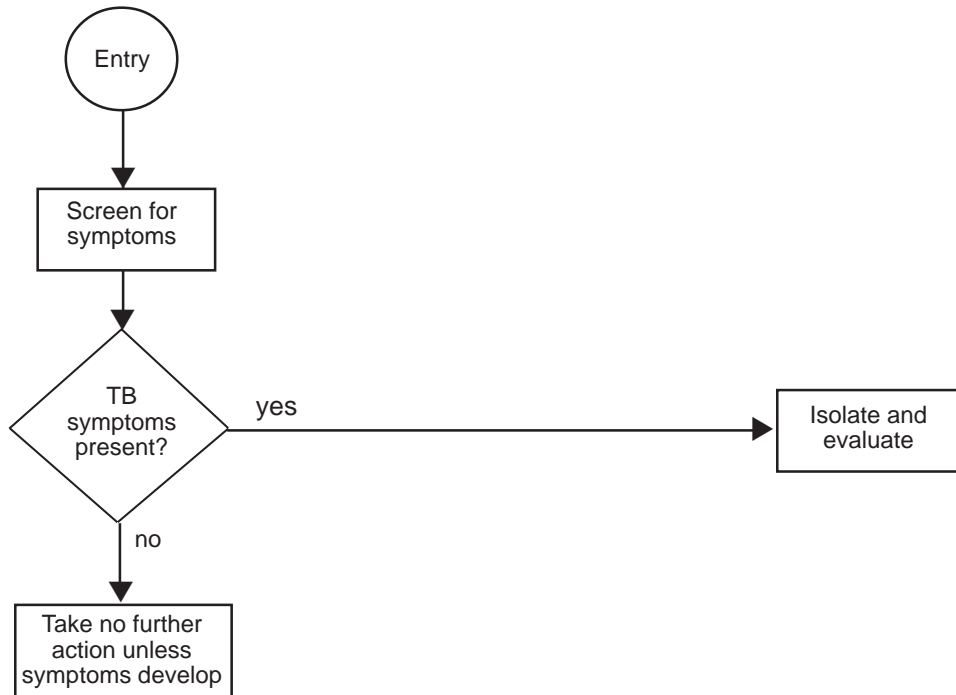 Entry
Screen for
symptoms
TB
symptoms
present?
yes
Isolate and
evaluate
no
Take no further
action unless
symptoms develop